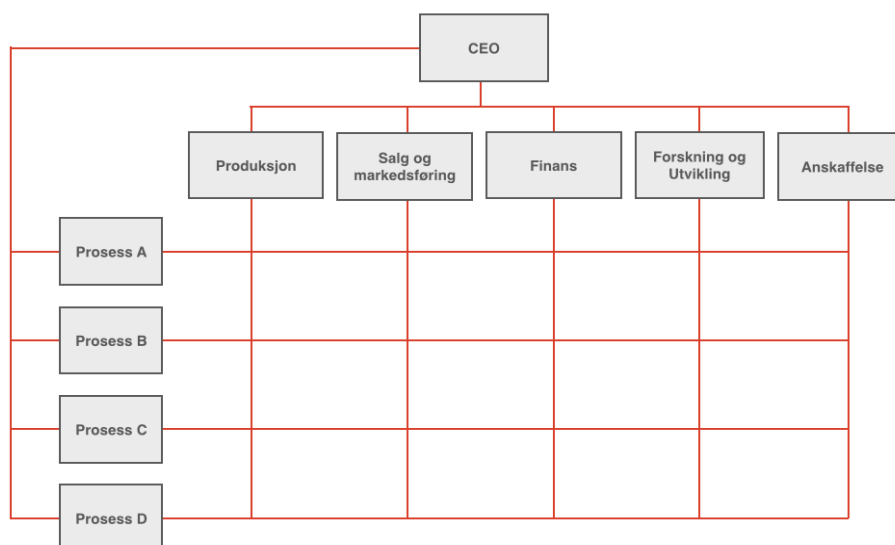 CEO
Produksjon
Salg og
markedsføring
Finans
Forskning og
Utvikling
Anskaffelse
Prosess A
Prosess B
Prosess C
Prosess D